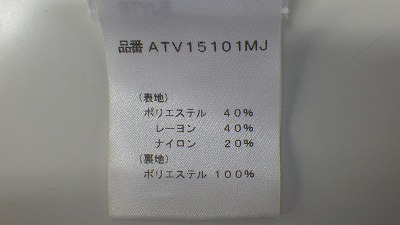 品番 ATV15101MJ
(表地)
ポリエステル 40%
レーヨン 40%
ナイロン 20%
(裏地)
ポリエステル 100%